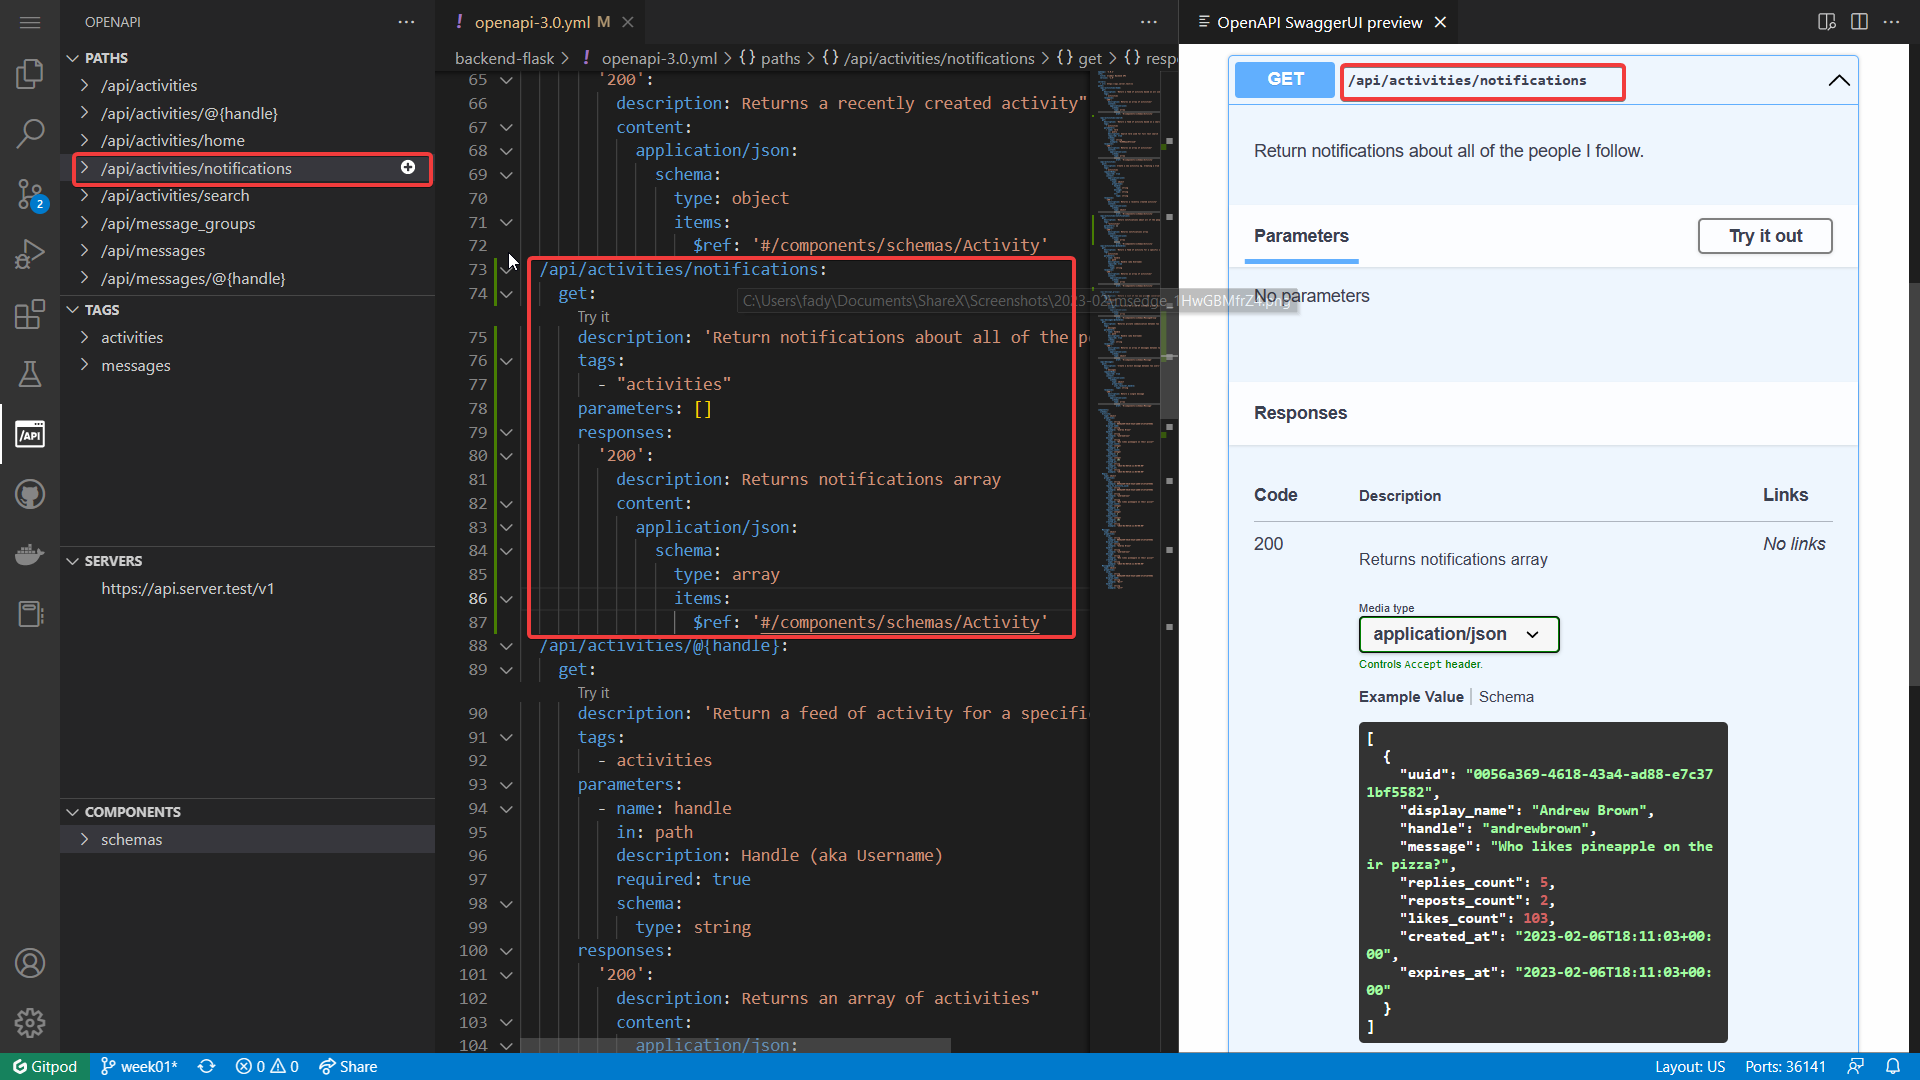 OPENAPI
PATHS
/api/activities
/api/activities/@{handle}
/api/activities/home
/api/activities/notifications
/api/activities/search
/api/message_groups
/api/messages
/api/messages/@{handle}
TAGS
activities
messages
SERVERS
https://api.server.test/v1
COMPONENTS
schemas
2
/API
! openapi-3.0.yml M
backend-flask > ! openapi-3.0.yml > {} paths > {} /api/activities/notifications > {} get > {} resp
65 '200':
66 description: Returns a recently created activity"
67 content:
68 application/json:
69 schema:
70 type: object
71 items:
72 $ref: '#/components/schemas/Activity'
73 /api/activities/notifications:
74 get:
C:\Users\fady\Documents\ShareX\Screenshots\2023-02\msedge_1HwGBMfrZ4.png
Try it
75 description: 'Return notifications about all of the p
76 tags:
77 - "activities"
78 parameters: []
79 responses:
80 '200':
81 description: Returns notifications array
82 content:
83 application/json:
84 schema:
85 type: array
86 items:
87 $ref: '#/components/schemas/Activity'
88 /api/activities/@{handle}:
89 get:
Try it
90 description: 'Return a feed of activity for a specifi
91 tags:
92 - activities
93 parameters:
94 - name: handle
95 in: path
96 description: Handle (aka Username)
97 required: true
98 schema:
99 type: string
100 responses:
101 '200':
102 description: Returns an array of activities"
103 content:
104 application/json:
OpenAPI SwaggerUI preview
GET /api/activities/notifications
Return notifications about all of the people I follow.
Parameters
Try it out
No parameters
Responses
Code Description Links
200 Returns notifications array No links
Media type
application/json
Controls Accept header.
Example Value | Schema
[
{
"uuid": "0056a369-4618-43a4-ad88-e7c37
1bf5582",
"display_name": "Andrew Brown",
"handle": "andrewbrown",
"message": "Who likes pineapple on the
ir pizza?",
"replies_count": 5,
"reposts_count": 2,
"likes_count": 103,
"created_at": "2023-02-06T18:11:03+00:
00",
"expires_at": "2023-02-06T18:11:03+00:
00"
}
]
Gitpod week01* 0 0 Share Layout: US Ports: 36141